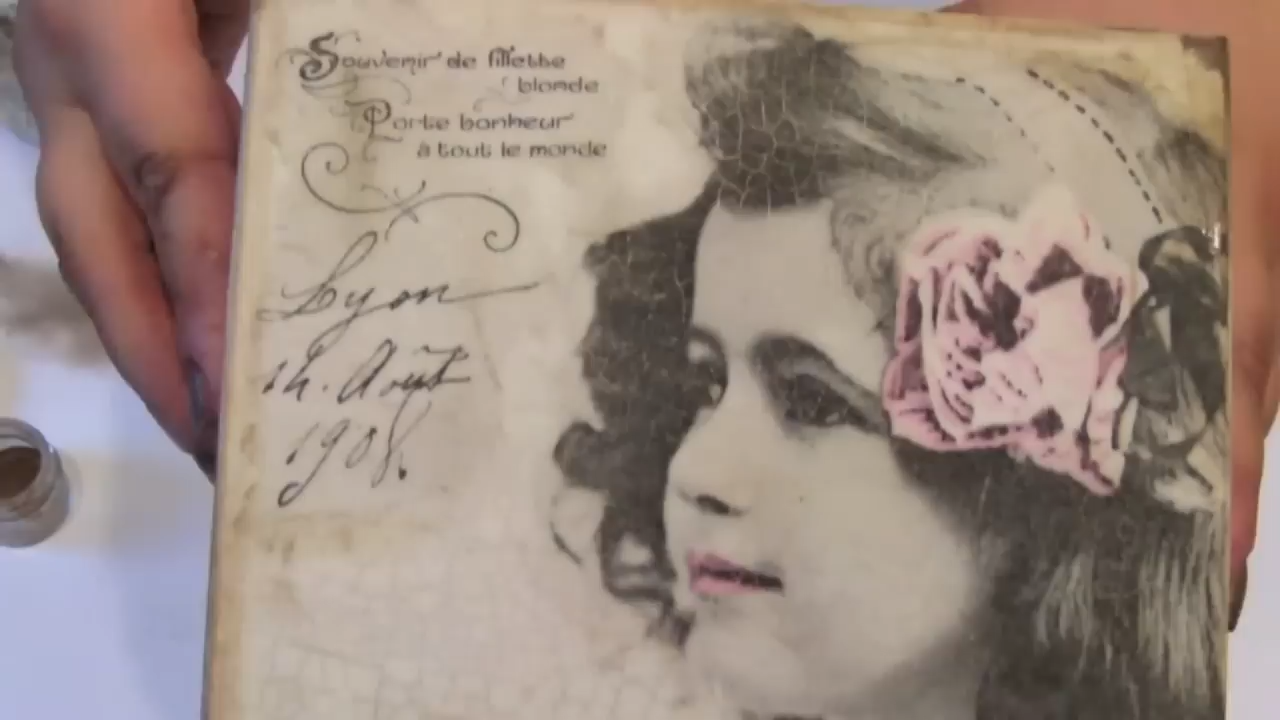 Souvenir de fillette
blonde
Porte bonheur
à tout le monde
Lyon
14. Août
1908.